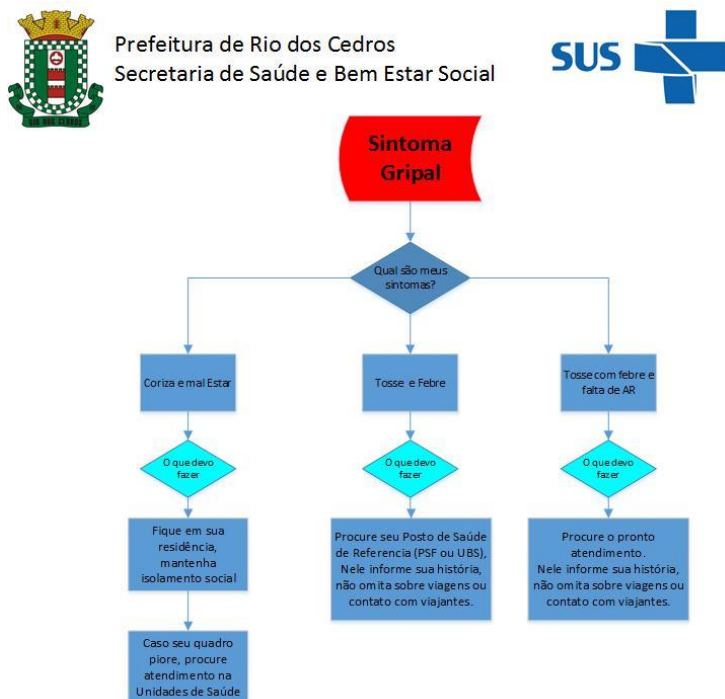 Prefeitura de Rio dos Cedros
Secretaria de Saúde e Bem Estar Social
SUS
RIO DOS CEDROS
Sintoma
Gripal
Qual são meus
sintomas?
Coriza e mal Estar
Tosse e Febre
Tosse com febre e
falta de AR
O que devo
fazer
O que devo
fazer
O que devo
fazer
Fique em sua
residência,
mantenha
isolamento social
Procure seu Posto de Saúde
de Referencia (PSF ou UBS),
Nele informe sua história,
não omita sobre viagens ou
contato com viajantes.
Procure o pronto
atendimento.
Nele informe sua história,
não omita sobre viagens ou
contato com viajantes.
Caso seu quadro
piore, procure
atendimento na
Unidades de Saúde